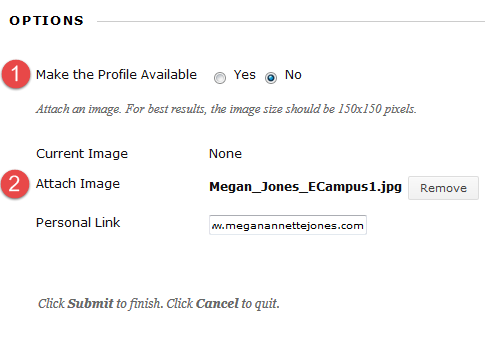 OPTIONS
1 Make the Profile Available Yes No
Attach an image. For best results, the image size should be 150x150 pixels.
Current Image None
2 Attach Image Megan_Jones_ECampus1.jpg Remove
Personal Link w.meganannettejones.com
Click Submit to finish. Click Cancel to quit.